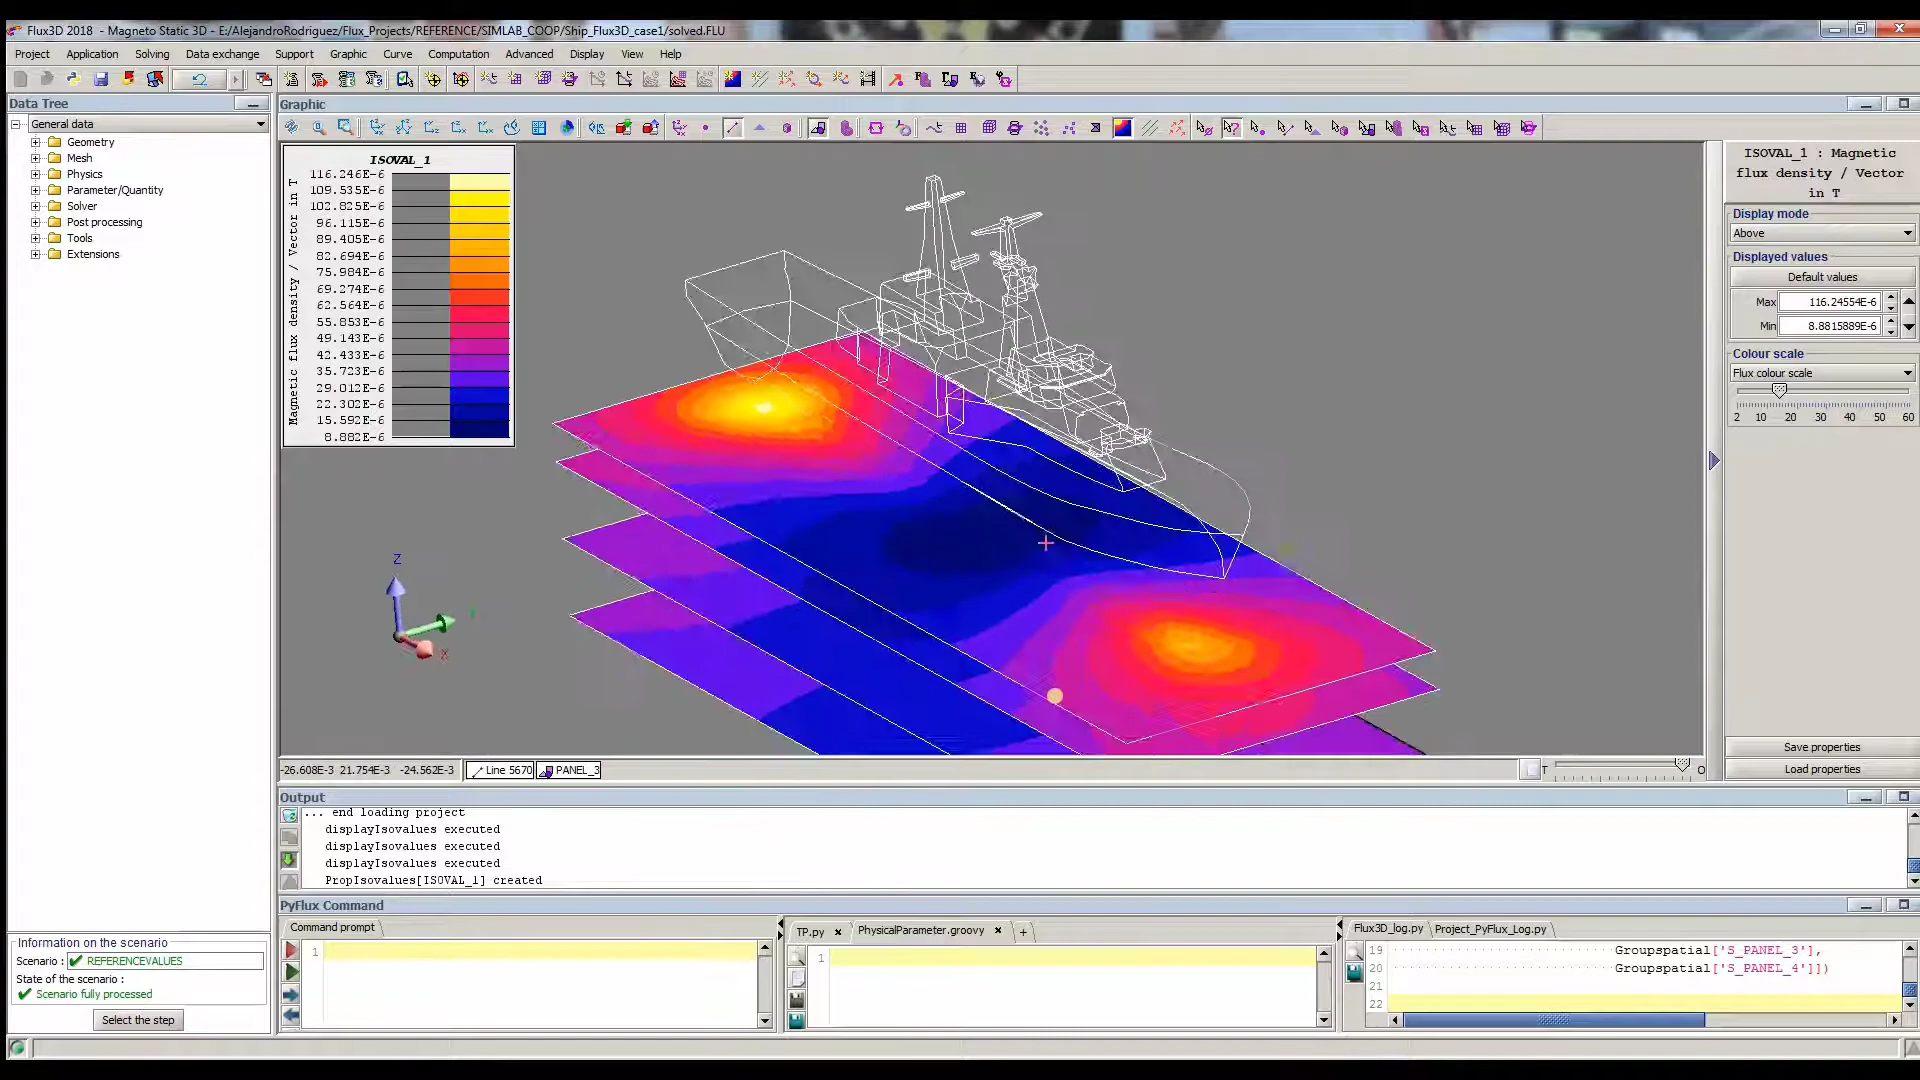 Flux3D 2018 - Magneto Static 3D - E:/AlejandroRodriguez/Flux_Projects/REFERENCE/SIMLAB_COOP/Ship_Flux3D_case1/solved.FLU
Project Application Solving Data exchange Support Graphic Curve Computation Advanced Display View Help
Data Tree
General data
Geometry
Mesh
Physics
Parameter/Quantity
Solver
Post processing
Tools
Extensions
Graphic
ISOVAL_1
Magnetic flux density / Vector in T
116.246E-6
109.535E-6
102.825E-6
96.115E-6
89.405E-6
82.694E-6
75.984E-6
69.274E-6
62.564E-6
55.853E-6
49.143E-6
42.433E-6
35.723E-6
29.012E-6
22.302E-6
15.592E-6
8.882E-6
Z
X
ISOVAL_1 : Magnetic
flux density / Vector
in T
Display mode
Above
Displayed values
Default values
Max 116.24554E-6
Min 8.8815889E-6
Colour scale
Flux colour scale
2 10 20 30 40 50 60
Save properties
Load properties
-26.608E-3 21.754E-3 -24.562E-3 Line 5670 PANEL_3
T O
Output
... end loading project
displayIsovalues executed
displayIsovalues executed
displayIsovalues executed
PropIsovalues[ISOVAL_1] created
PyFlux Command
Command prompt
1
TP.py PhysicalParameter.groovy +
1
Flux3D_log.py Project_PyFlux_Log.py
19 Groupspatial['S_PANEL_3'],
20 Groupspatial['S_PANEL_4']])
21
22
Information on the scenario
Scenario : REFERENCEVALUES
State of the scenario :
Scenario fully processed
Select the step